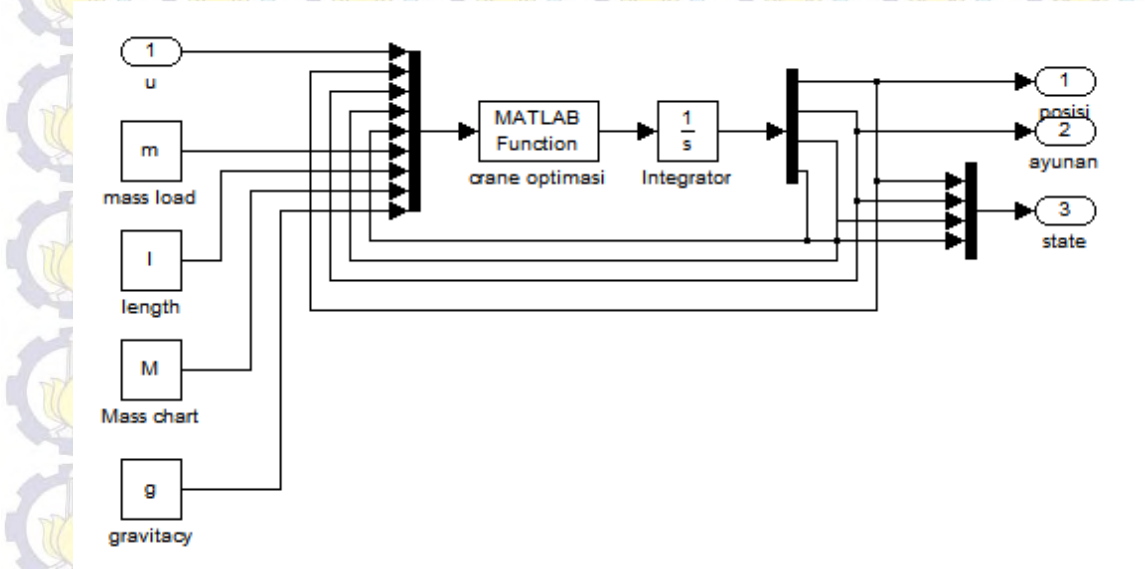 1
u
m
mass load
l
length
M
Mass chart
g
gravitacy
MATLAB
Function
crane optimasi
1
s
Integrator
1
posisi
2
ayunan
3
state